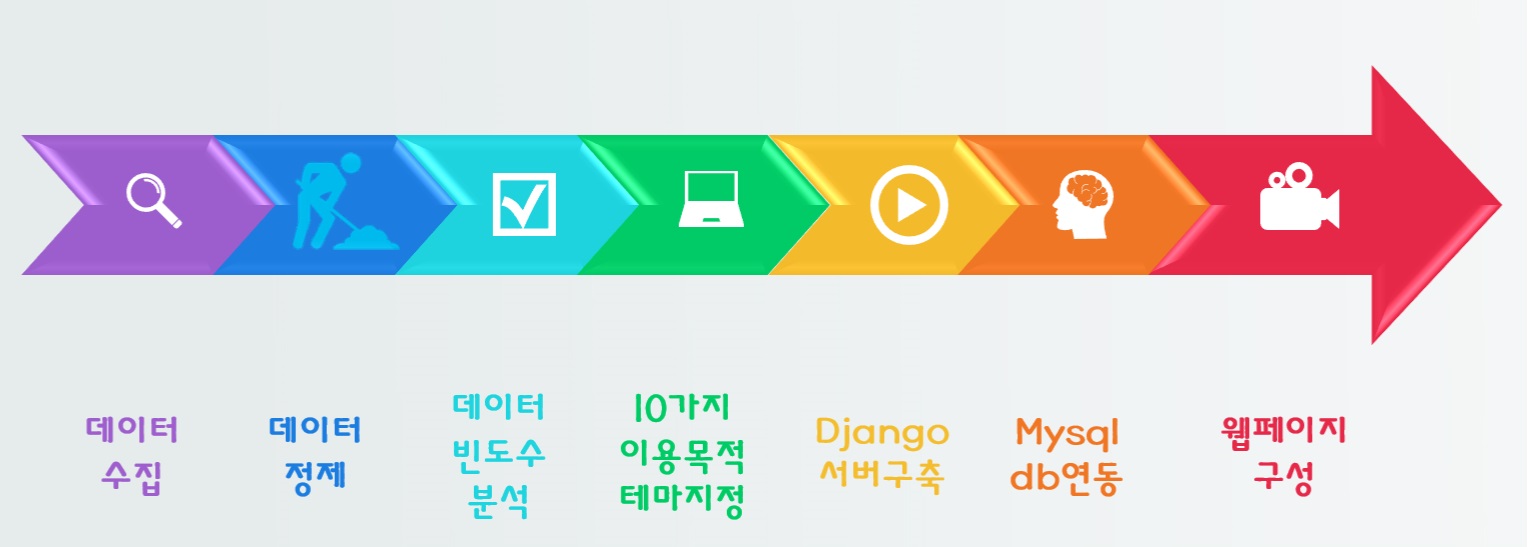 데이터
수집
데이터
정제
데이터
빈도수
분석
10가지
이용목적
테마지정
Django
서버구축
Mysql
db연동
웹페이지
구성